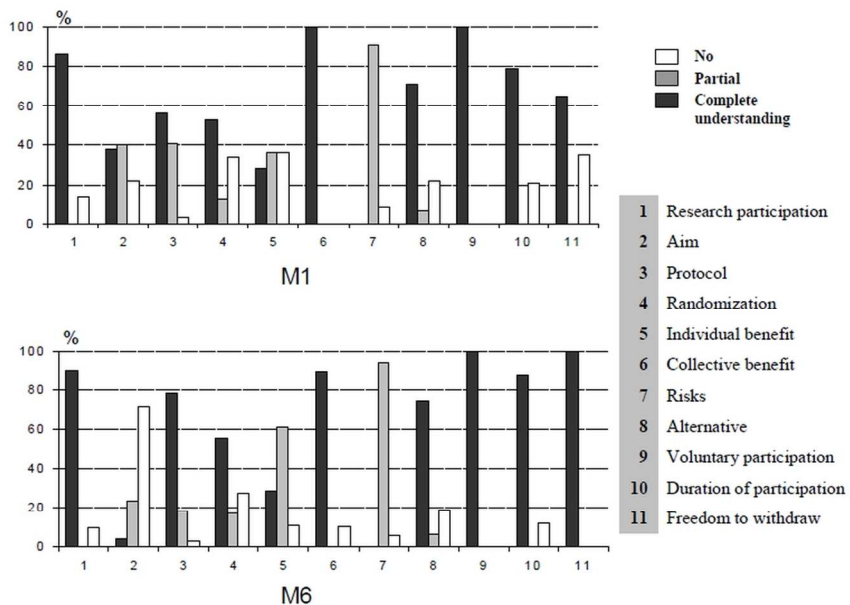 %
100
80
60
40
20
0
1 2 3 4 5 6 7 8 9 10 11
M1
No
Partial
Complete
understanding
1 Research participation
2 Aim
3 Protocol
4 Randomization
5 Individual benefit
6 Collective benefit
7 Risks
8 Alternative
9 Voluntary participation
10 Duration of participation
11 Freedom to withdraw
%
100
80
60
40
20
0
1 2 3 4 5 6 7 8 9 10 11
M6